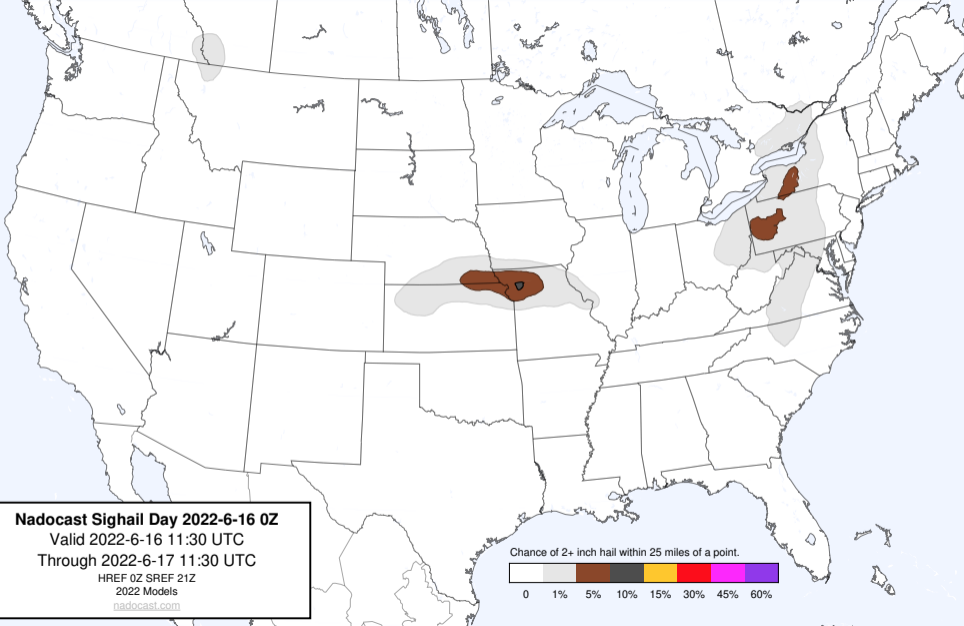 Nadocast Sighail Day 2022-6-16 0Z
Valid 2022-6-16 11:30 UTC
Through 2022-6-17 11:30 UTC
HREF 0Z SREF 21Z
2022 Models
nadocast.com
Chance of 2+ inch hail within 25 miles of a point.
0 1% 5% 10% 15% 30% 45% 60%